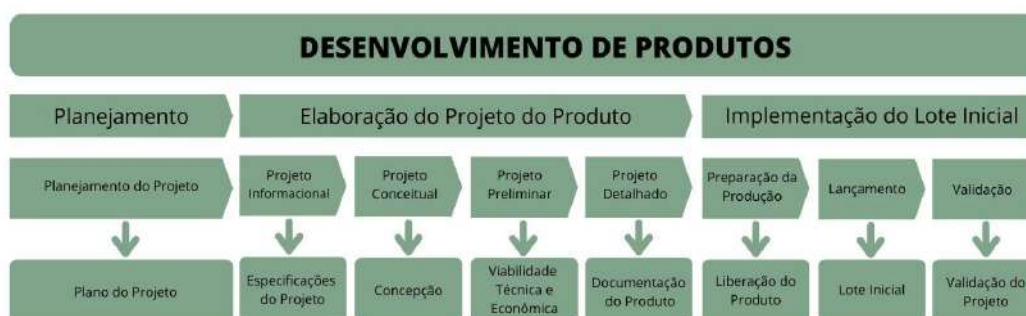 DESENVOLVIMENTO DE PRODUTOS
Planejamento
Elaboração do Projeto do Produto
Implementação do Lote Inicial
Planejamento do Projeto
Projeto
Informacional
Projeto
Conceitual
Projeto
Preliminar
Projeto
Detalhado
Preparação da
Produção
Lançamento
Validação
Plano do Projeto
Especificações
do Projeto
Concepção
Viabilidade
Técnica e
Econômica
Documentação
do Produto
Liberação do
Produto
Lote Inicial
Validação do
Projeto